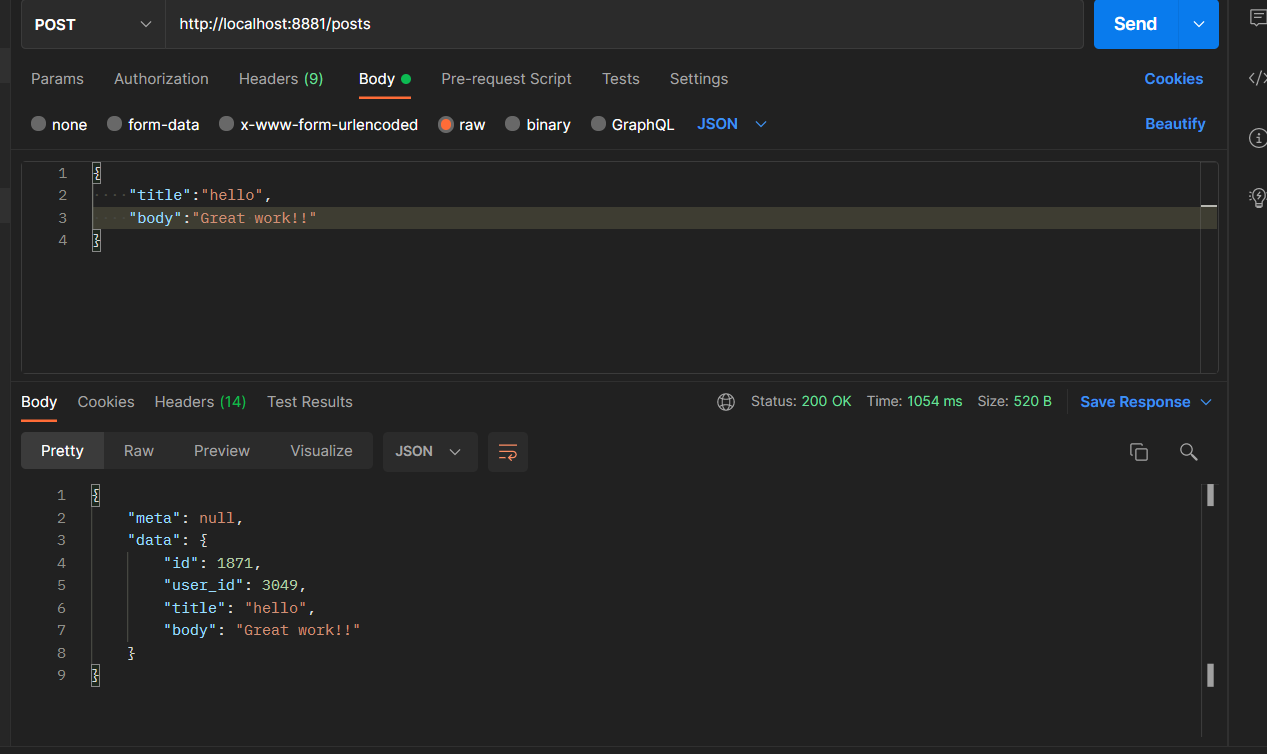 POST http://localhost:8881/posts Send
Params Authorization Headers (9) Body Pre-request Script Tests Settings Cookies
none form-data x-www-form-urlencoded raw binary GraphQL JSON Beautify
1 {
2 "title":"hello",
3 "body":"Great work!!"
4 }
Body Cookies Headers (14) Test Results Status: 200 OK Time: 1054 ms Size: 520 B Save Response
Pretty Raw Preview Visualize JSON
1 {
2 "meta": null,
3 "data": {
4 "id": 1871,
5 "user_id": 3049,
6 "title": "hello",
7 "body": "Great work!!"
8 }
9 }